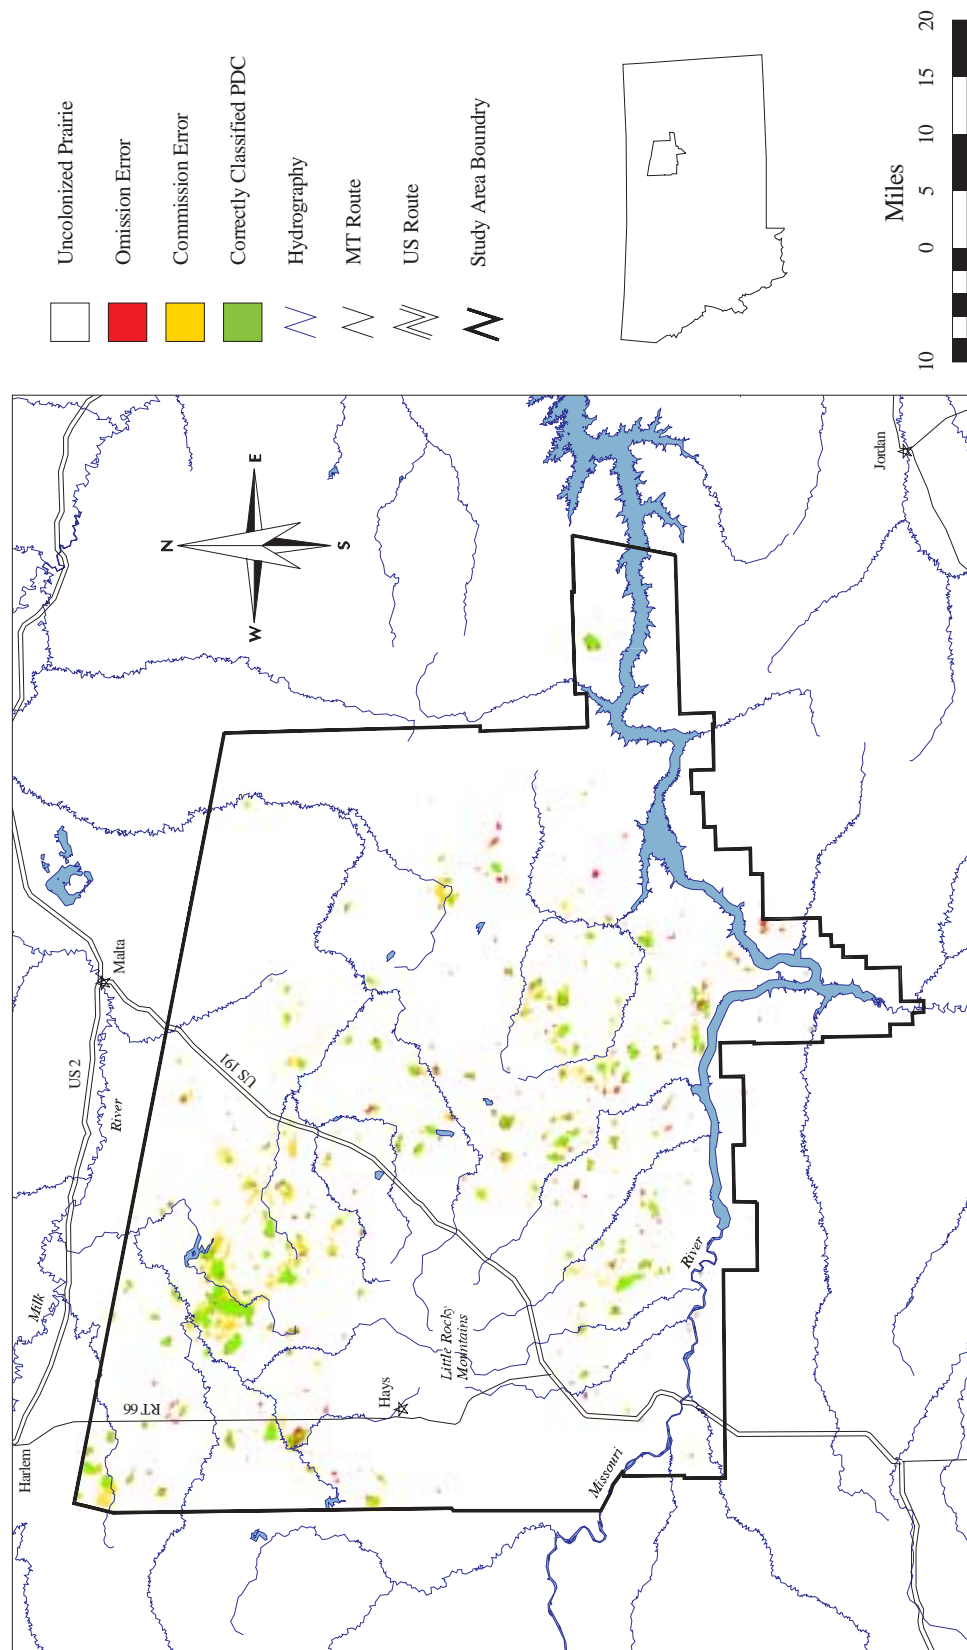 Uncolonized Prairie
Omission Error
Commission Error
Correctly Classified PDC
Hydrography
MT Route
US Route
Study Area Boundry
10 0 5 10 15 20
Miles
N
W E
S
Harlem
Milk
River
US 2
Malta
US 191
RT 66
Hays
Little Rocky
Mountains
Missouri
River
Jordan